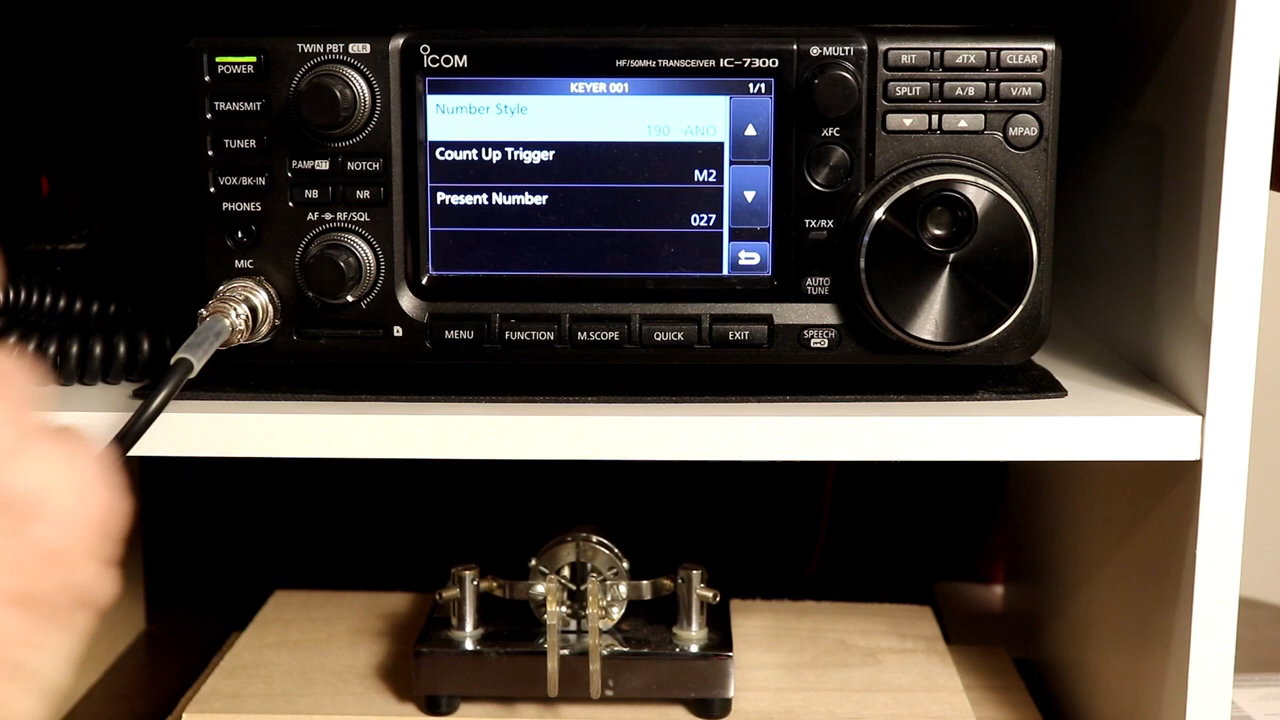 TWIN PBT CLR
POWER
TRANSMIT
TUNER
VOX/BK-IN
PHONES
MIC
P.AMP ATT
NOTCH
NB
NR
AF RF/SQL
ICOM
HF/50MHz TRANSCEIVER IC-7300
KEYER 001
1/1
Number Style
190→ANO
Count Up Trigger
M2
Present Number
027
MENU
FUNCTION
M.SCOPE
QUICK
EXIT
MULTI
XFC
TX/RX
AUTO
TUNE
SPEECH
RIT
⊿TX
CLEAR
SPLIT
A/B
V/M
MPAD